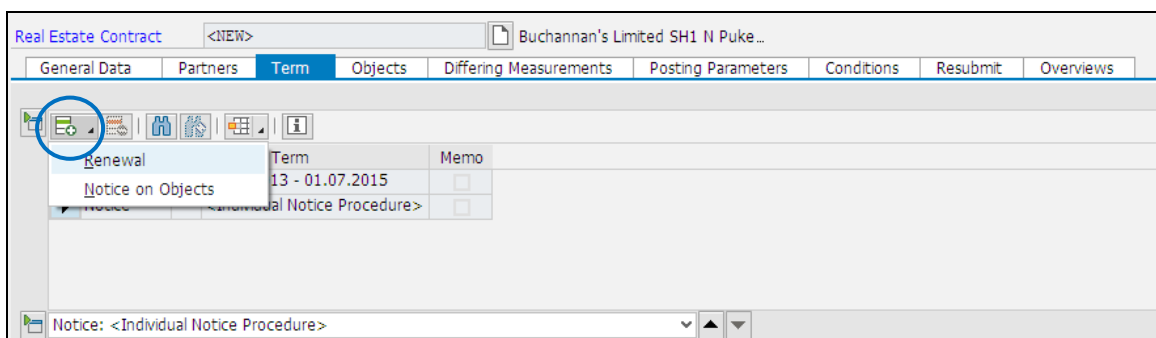 Real Estate Contract <NEW> Buchannan's Limited SH1 N Puke...
General Data Partners Term Objects Differing Measurements Posting Parameters Conditions Resubmit Overviews
Renewal Term Memo
Notice on Objects 13 - 01.07.2015
Notice <Individual Notice Procedure>
Notice: <Individual Notice Procedure>